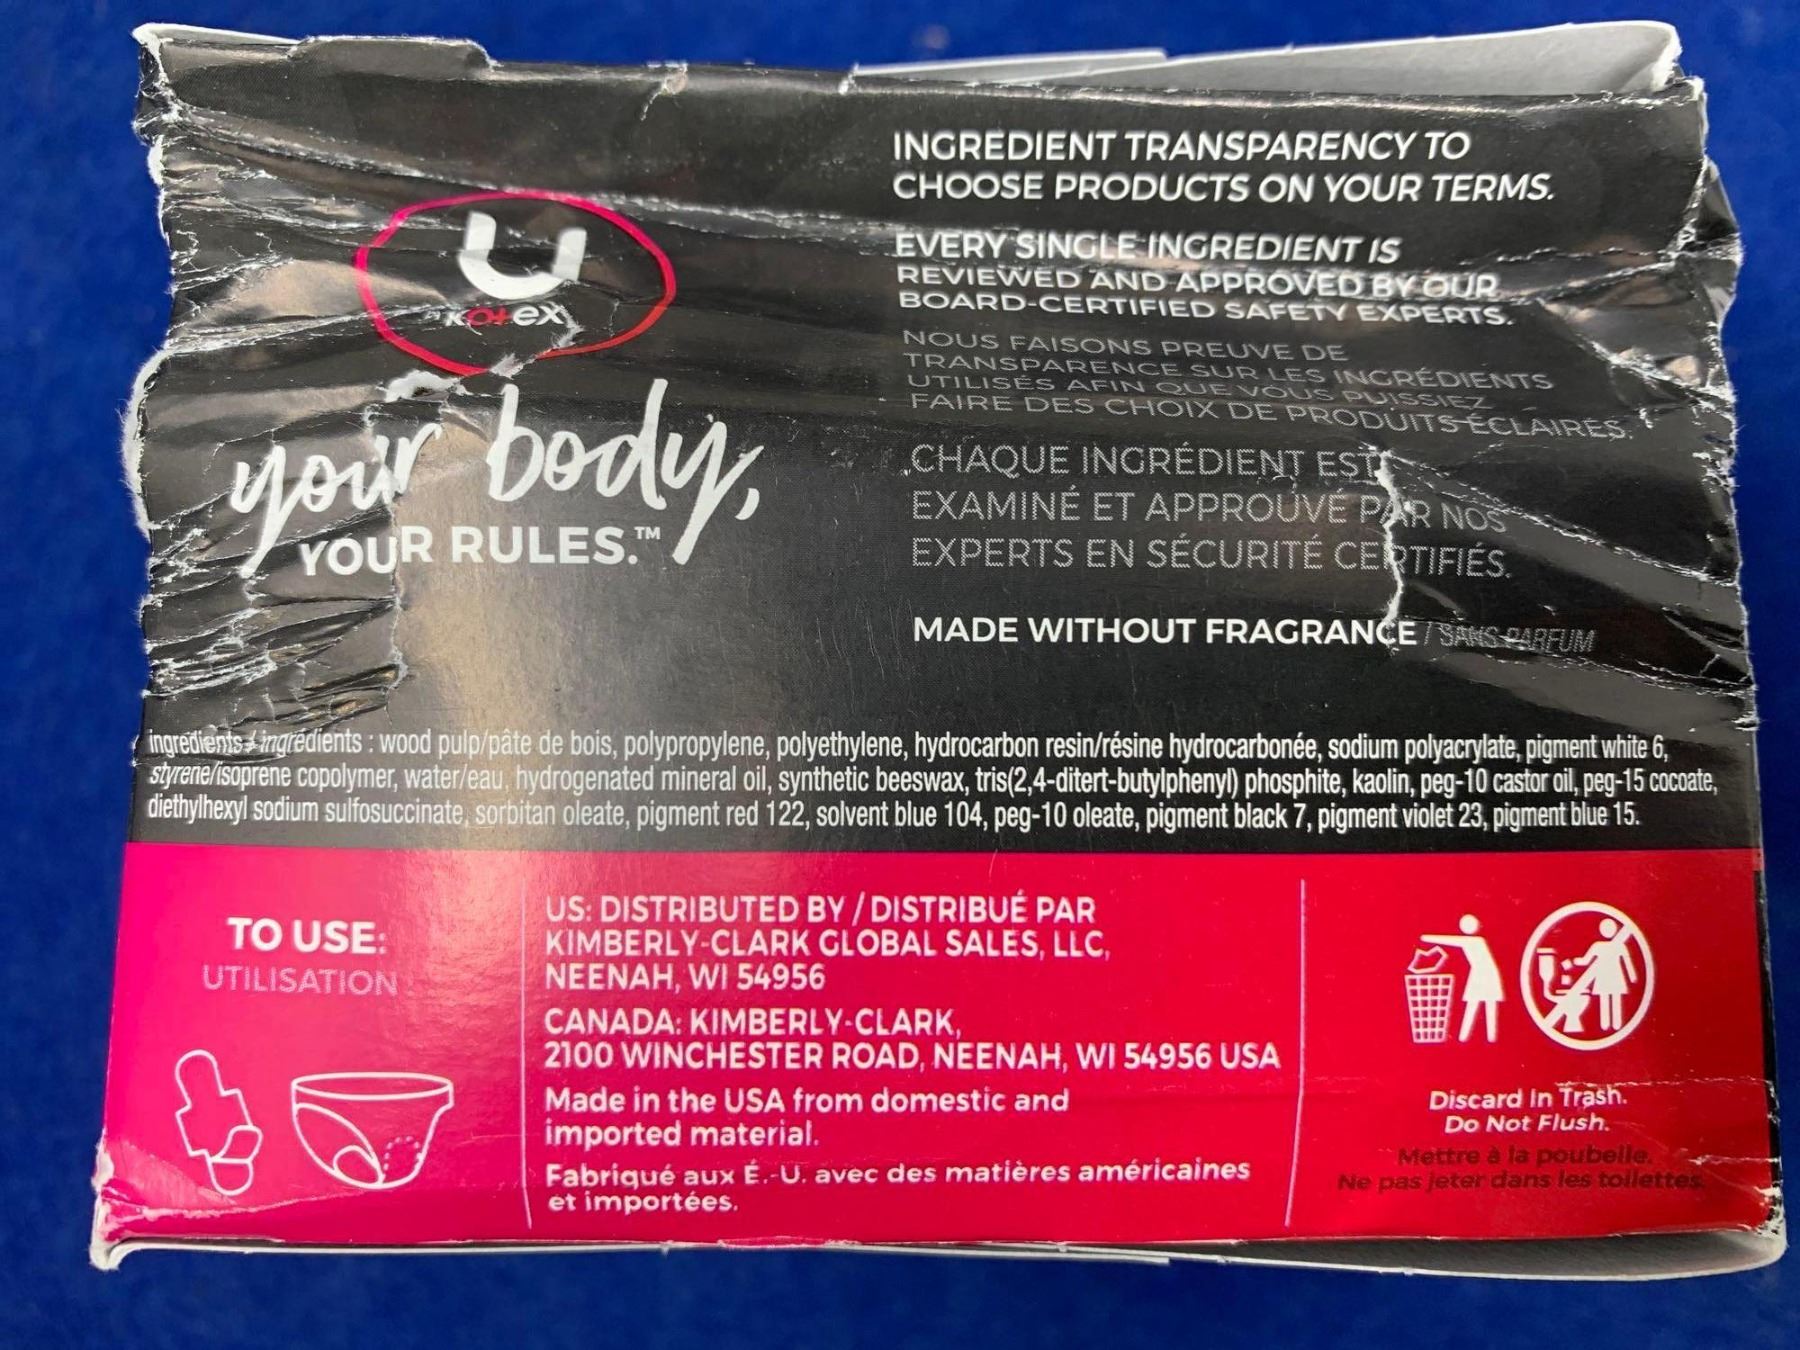 U
by KOTEX
your body,
YOUR RULES.™
INGREDIENT TRANSPARENCY TO
CHOOSE PRODUCTS ON YOUR TERMS.
EVERY SINGLE INGREDIENT IS
REVIEWED AND APPROVED BY OUR
BOARD-CERTIFIED SAFETY EXPERTS.
NOUS FAISONS PREUVE DE
TRANSPARENCE SUR LES INGRÉDIENTS
UTILISÉS AFIN QUE VOUS PUISSIEZ
FAIRE DES CHOIX DE PRODUITS ÉCLAIRÉS.
CHAQUE INGRÉDIENT EST
EXAMINÉ ET APPROUVÉ PAR NOS
EXPERTS EN SÉCURITÉ CERTIFIÉS.
MADE WITHOUT FRAGRANCE / SANS PARFUM
ingredients / ingrédients : wood pulp/pâte de bois, polypropylene, polyethylene, hydrocarbon resin/résine hydrocarbonée, sodium polyacrylate, pigment white 6,
styrene/isoprene copolymer, water/eau, hydrogenated mineral oil, synthetic beeswax, tris(2,4-ditert-butylphenyl) phosphite, kaolin, peg-10 castor oil, peg-15 cocoate,
diethylhexyl sodium sulfosuccinate, sorbitan oleate, pigment red 122, solvent blue 104, peg-10 oleate, pigment black 7, pigment violet 23, pigment blue 15.
TO USE:
UTILISATION
US: DISTRIBUTED BY / DISTRIBUÉ PAR
KIMBERLY-CLARK GLOBAL SALES, LLC,
NEENAH, WI 54956
CANADA: KIMBERLY-CLARK,
2100 WINCHESTER ROAD, NEENAH, WI 54956 USA
Made in the USA from domestic and
imported material.
Fabriqué aux É.-U. avec des matières américaines
et importées.
Discard In Trash.
Do Not Flush.
Mettre à la poubelle.
Ne pas jeter dans les toilettes.